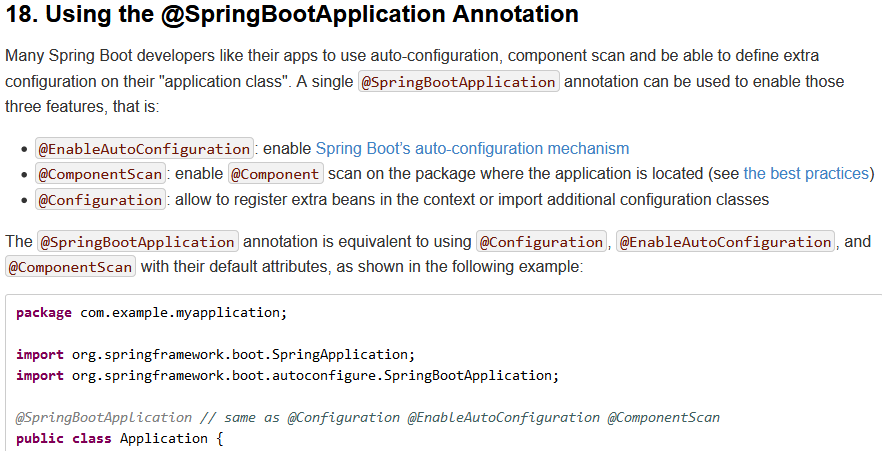 18. Using the @SpringBootApplication Annotation
Many Spring Boot developers like their apps to use auto-configuration, component scan and be able to define extra
configuration on their "application class". A single @SpringBootApplication annotation can be used to enable those
three features, that is:
• @EnableAutoConfiguration: enable Spring Boot’s auto-configuration mechanism
• @ComponentScan: enable @Component scan on the package where the application is located (see the best practices)
• @Configuration: allow to register extra beans in the context or import additional configuration classes
The @SpringBootApplication annotation is equivalent to using @Configuration, @EnableAutoConfiguration, and
@ComponentScan with their default attributes, as shown in the following example:
package com.example.myapplication;
import org.springframework.boot.SpringApplication;
import org.springframework.boot.autoconfigure.SpringBootApplication;
@SpringBootApplication // same as @Configuration @EnableAutoConfiguration @ComponentScan
public class Application {